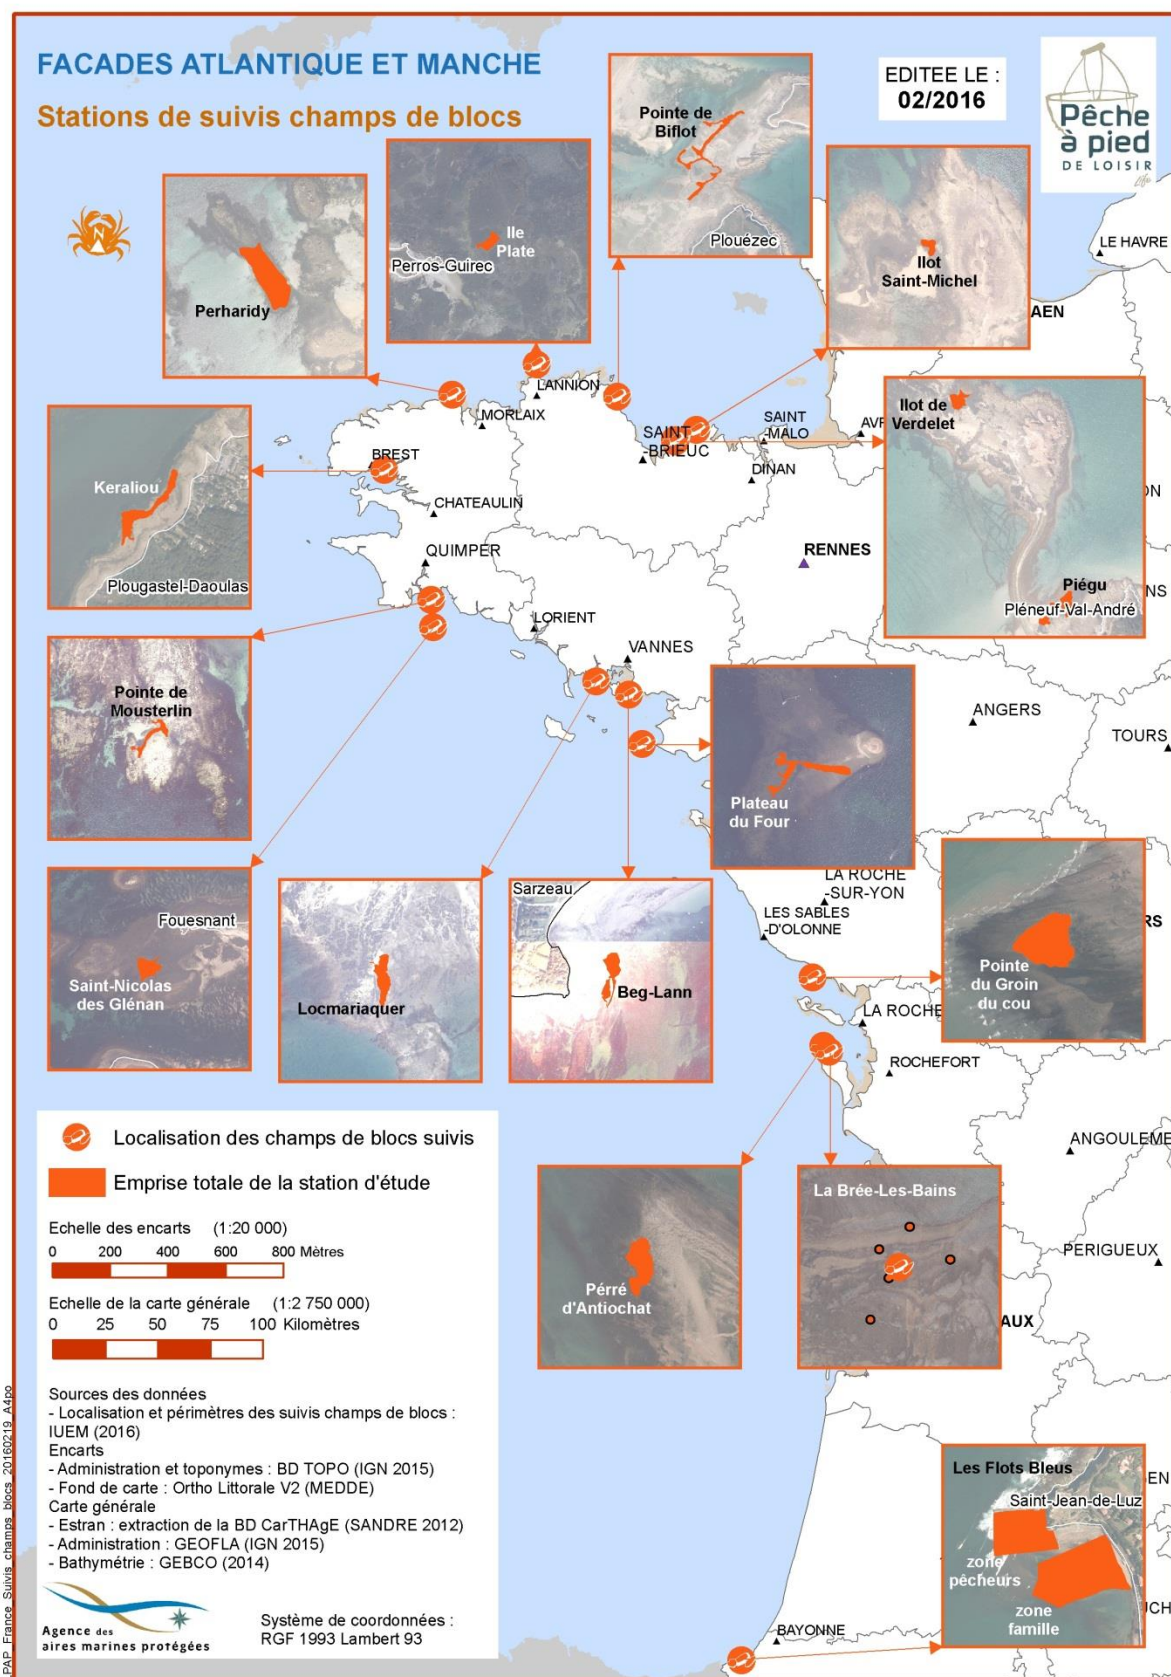 FACADES ATLANTIQUE ET MANCHE
Stations de suivis champs de blocs
EDITEE LE :
02/2016
Pêche
à pied
DE LOISIR
life
N
Pointe de
Biflot
Plouézec
Ile
Plate
Perros-Guirec
Perharidy
Ilot
Saint-Michel
LE HAVRE
AEN
LANNION
MORLAIX
SAINT
-BRIEUC
SAINT
-MALO
AVR
DINAN
Ilot de
Verdelet
Piégu
Pléneuf-Val-André
ON
NS
BREST
Keraliou
Plougastel-Daoulas
CHATEAULIN
QUIMPER
RENNES
LORIENT
VANNES
Pointe de
Mousterlin
ANGERS
TOURS
Plateau
du Four
Fouesnant
Saint-Nicolas
des Glénan
Locmariaquer
Sarzeau
Beg-Lann
LA ROCHE
-SUR-YON
LES SABLES
-D'OLONNE
RS
Pointe
du Groin
du cou
LA ROCHE
ROCHEFORT
ANGOULEME
PERIGUEUX
Pérré
d'Antiochat
La Brée-Les-Bains
AUX
Localisation des champs de blocs suivis
Emprise totale de la station d'étude
Echelle des encarts (1:20 000)
0 200 400 600 800 Mètres
Echelle de la carte générale (1:2 750 000)
0 25 50 75 100 Kilomètres
Sources des données
- Localisation et périmètres des suivis champs de blocs :
IUEM (2016)
Encarts
- Administration et toponymes : BD TOPO (IGN 2015)
- Fond de carte : Ortho Littorale V2 (MEDDE)
Carte générale
- Estran : extraction de la BD CarTHAgE (SANDRE 2012)
- Administration : GEOFLA (IGN 2015)
- Bathymétrie : GEBCO (2014)
Agence des
aires marines protégées
Système de coordonnées :
RGF 1993 Lambert 93
Les Flots Bleus
Saint-Jean-de-Luz
zone
pêcheurs
zone
famille
EN
UCH
BAYONNE
PAP_France_Suivis_champs_blocs_20160219_A4po